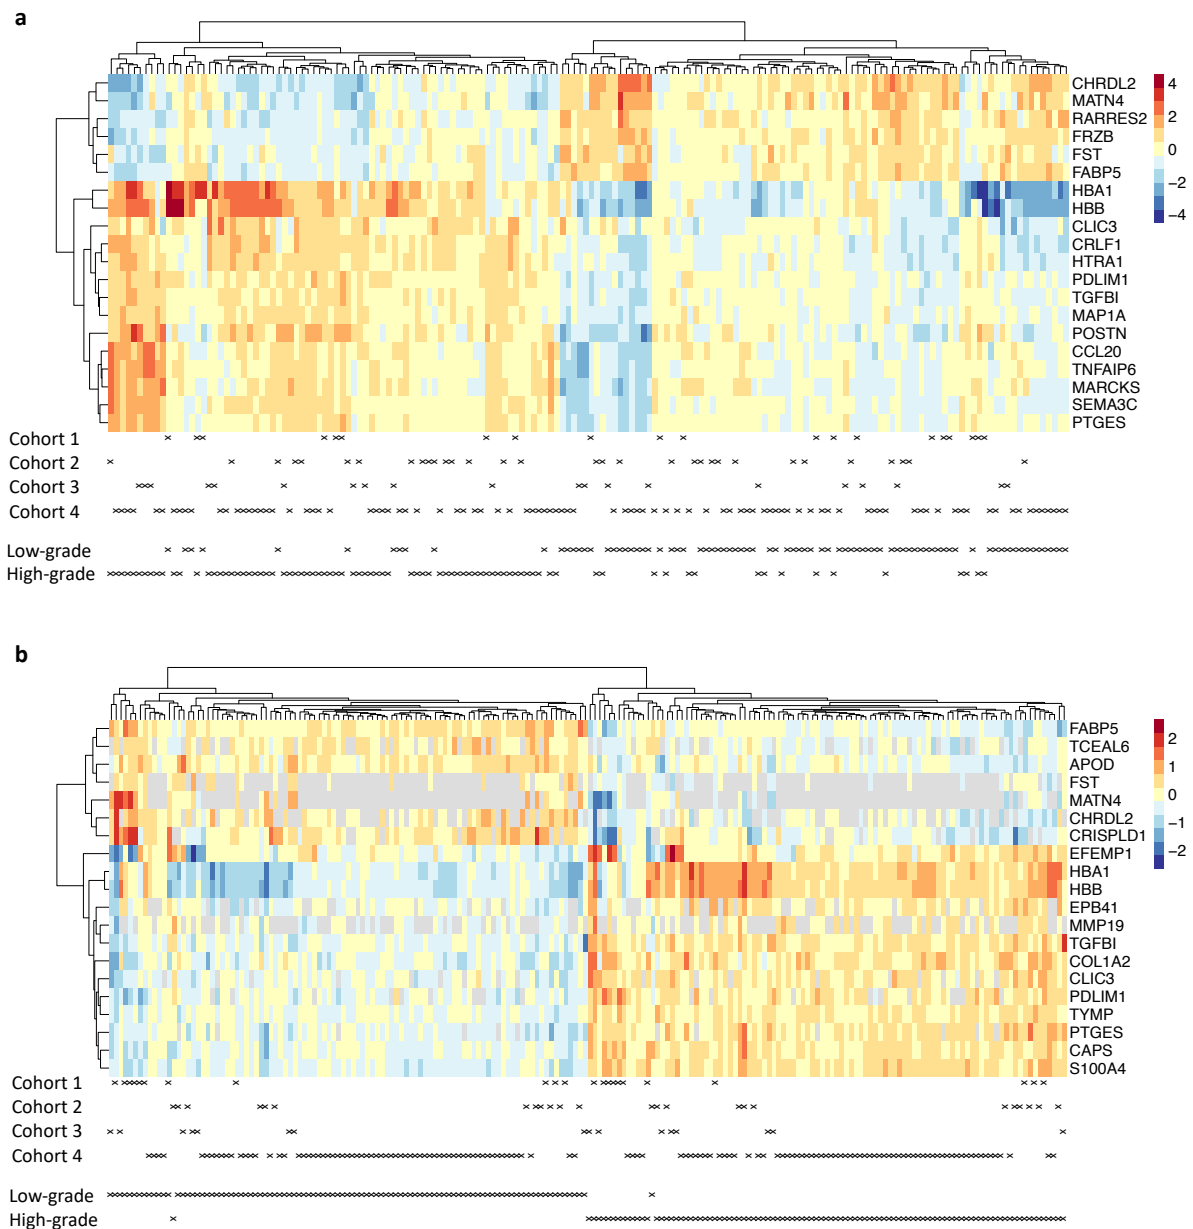 a
CHRDL2
MATN4
RARRES2
FRZB
FST
FABP5
HBA1
HBB
CLIC3
CRLF1
HTRA1
PDLIM1
TGFBI
MAP1A
POSTN
CCL20
TNFAIP6
MARCKS
SEMA3C
PTGES
4
2
0
−2
−4
Cohort 1
Cohort 2
Cohort 3
Cohort 4
Low-grade
High-grade
b
FABP5
TCEAL6
APOD
FST
MATN4
CHRDL2
CRISPLD1
EFEMP1
HBA1
HBB
EPB41
MMP19
TGFBI
COL1A2
CLIC3
PDLIM1
TYMP
PTGES
CAPS
S100A4
2
1
0
−1
−2
Cohort 1
Cohort 2
Cohort 3
Cohort 4
Low-grade
High-grade